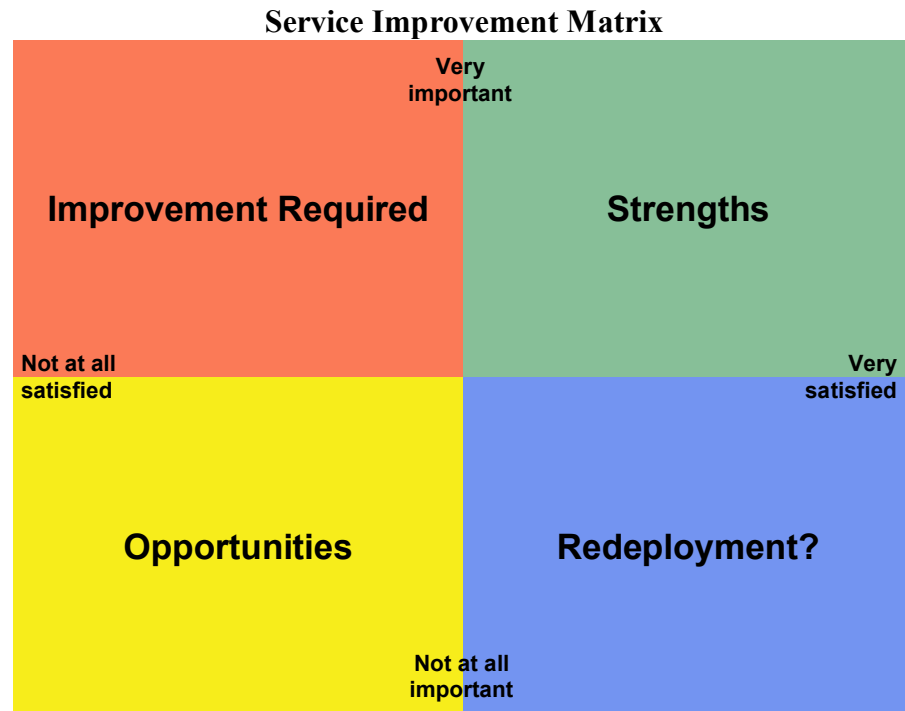 Service Improvement Matrix
Very
important
Improvement Required
Strengths
Not at all
satisfied
Very
satisfied
Opportunities
Redeployment?
Not at all
important